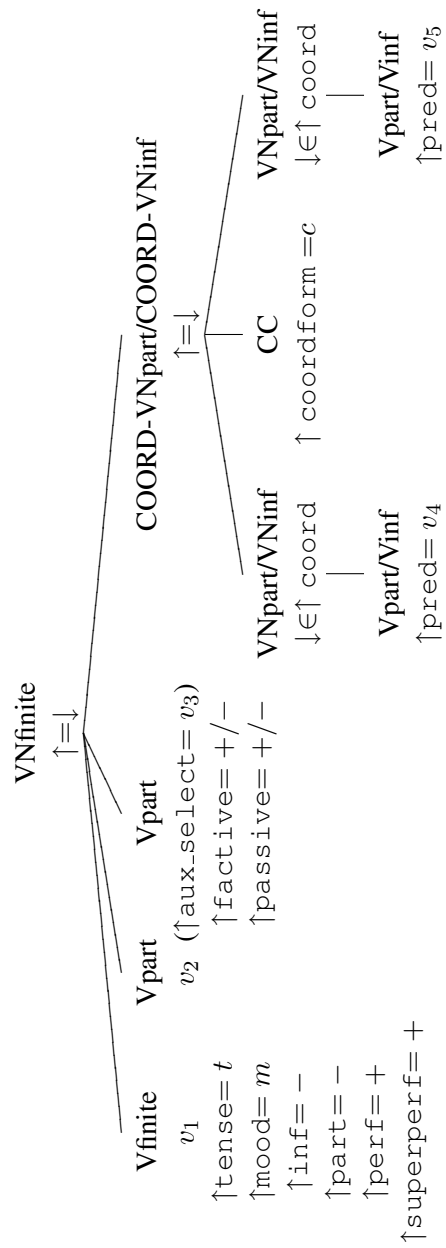 VNfinite
↑=↓
Vfinite
v₁
↑tense= t
↑mood= m
↑inf= −
↑part= −
↑perf= +
↑superperf= +
Vpart
v₂
Vpart
(↑aux_select= v₃)
↑factive= +/−
↑passive= +/−
COORD-VNpart/COORD-VNinf
↑=↓
VNpart/VNinf
↓∈↑ coord
Vpart/Vinf
↑pred= v₄
CC
↑ coordform =c
VNpart/VNinf
↓∈↑ coord
Vpart/Vinf
↑pred= v₅